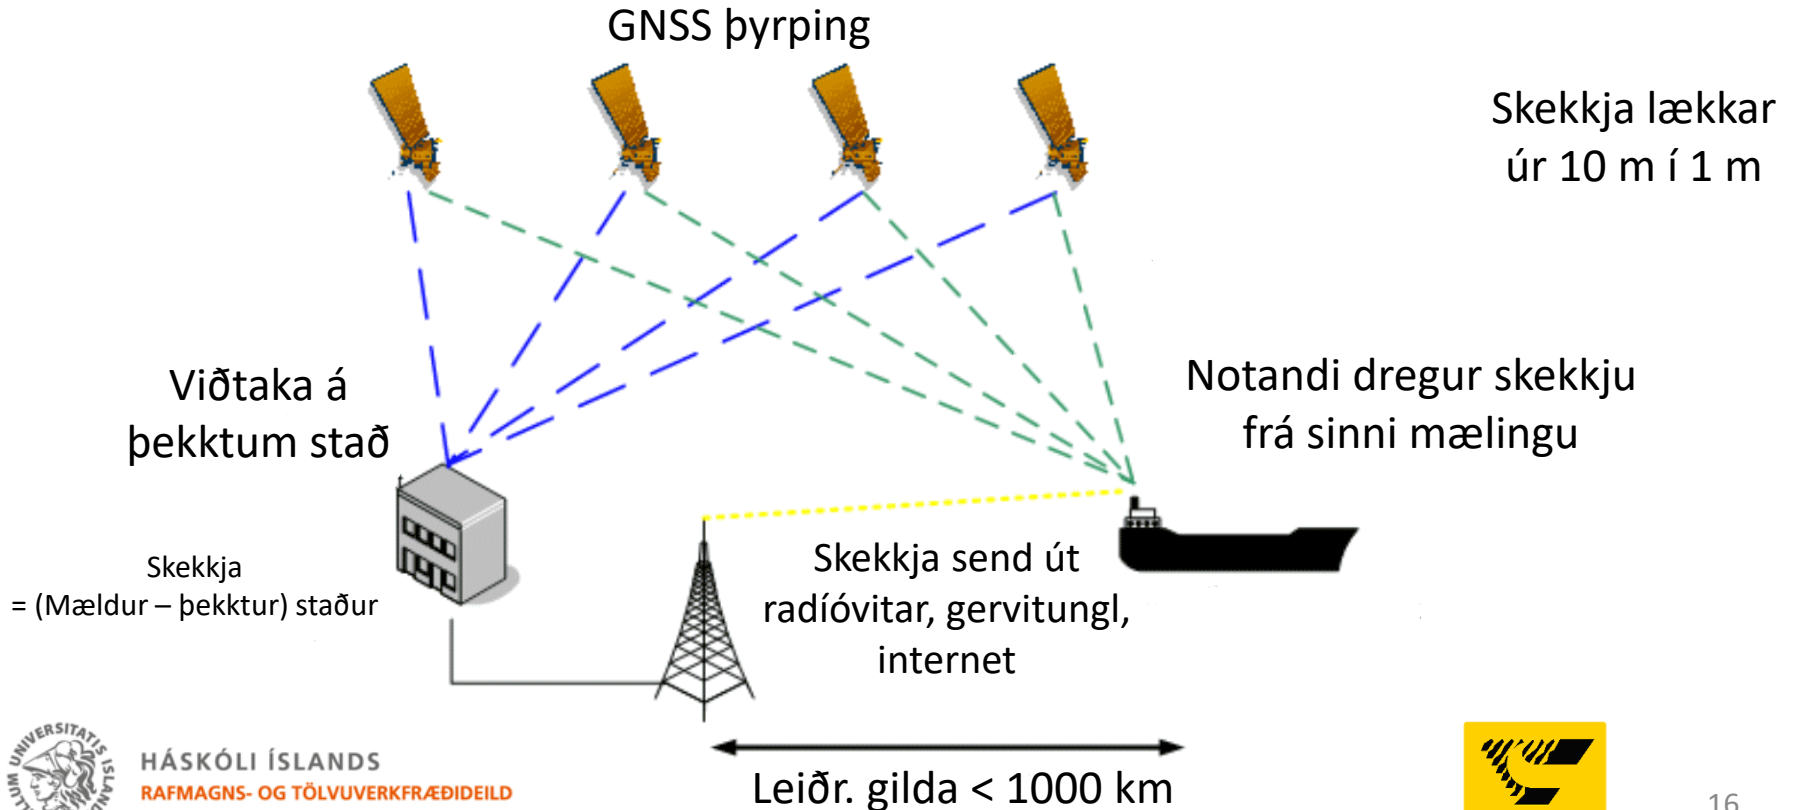 GNSS þyrping
Skekkja lækkar
úr 10 m í 1 m
Viðtaka á
þekktum stað
Notandi dregur skekkju
frá sinni mælingu
Skekkja
= (Mældur – þekktur) staður
Skekkja send út
radíóvitar, gervitungl,
internet
Leiðr. gilda < 1000 km
HÁSKÓLI ÍSLANDS
RAFMAGNS- OG TÖLVUVERKFRÆÐIDEILD
16